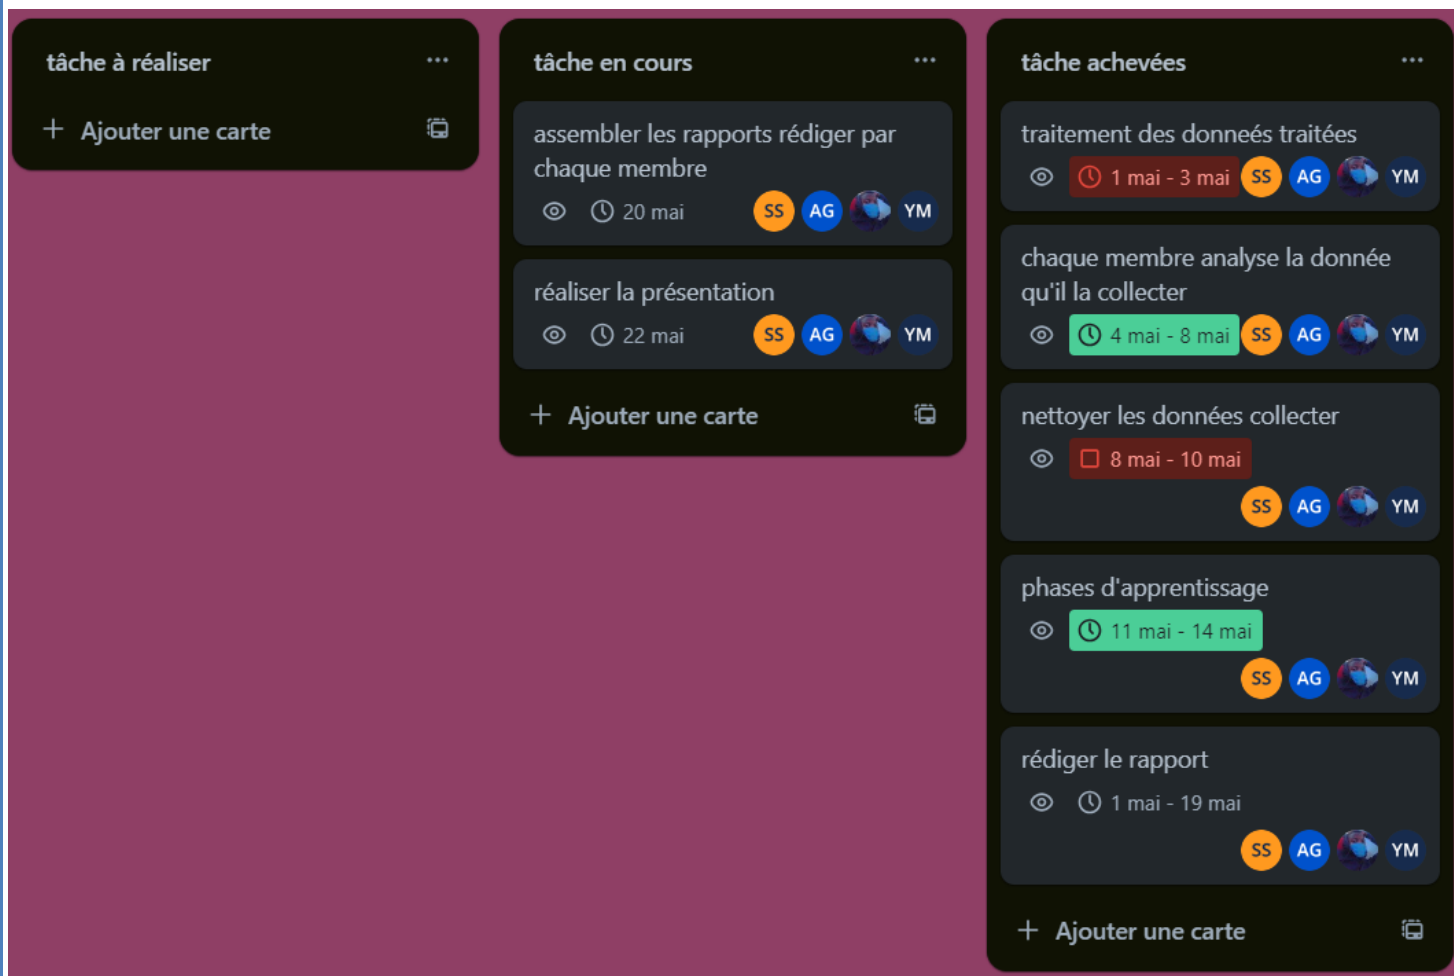 tâche à réaliser
Ajouter une carte
tâche en cours
assembler les rapports rédiger par
chaque membre
20 mai SS AG YM
réaliser la présentation
22 mai SS AG YM
Ajouter une carte
tâche achevées
traitement des donneés traitées
1 mai - 3 mai SS AG YM
chaque membre analyse la donnée
qu'il la collecter
4 mai - 8 mai SS AG YM
nettoyer les données collecter
8 mai - 10 mai
SS AG YM
phases d'apprentissage
11 mai - 14 mai
SS AG YM
rédiger le rapport
1 mai - 19 mai
SS AG YM
Ajouter une carte